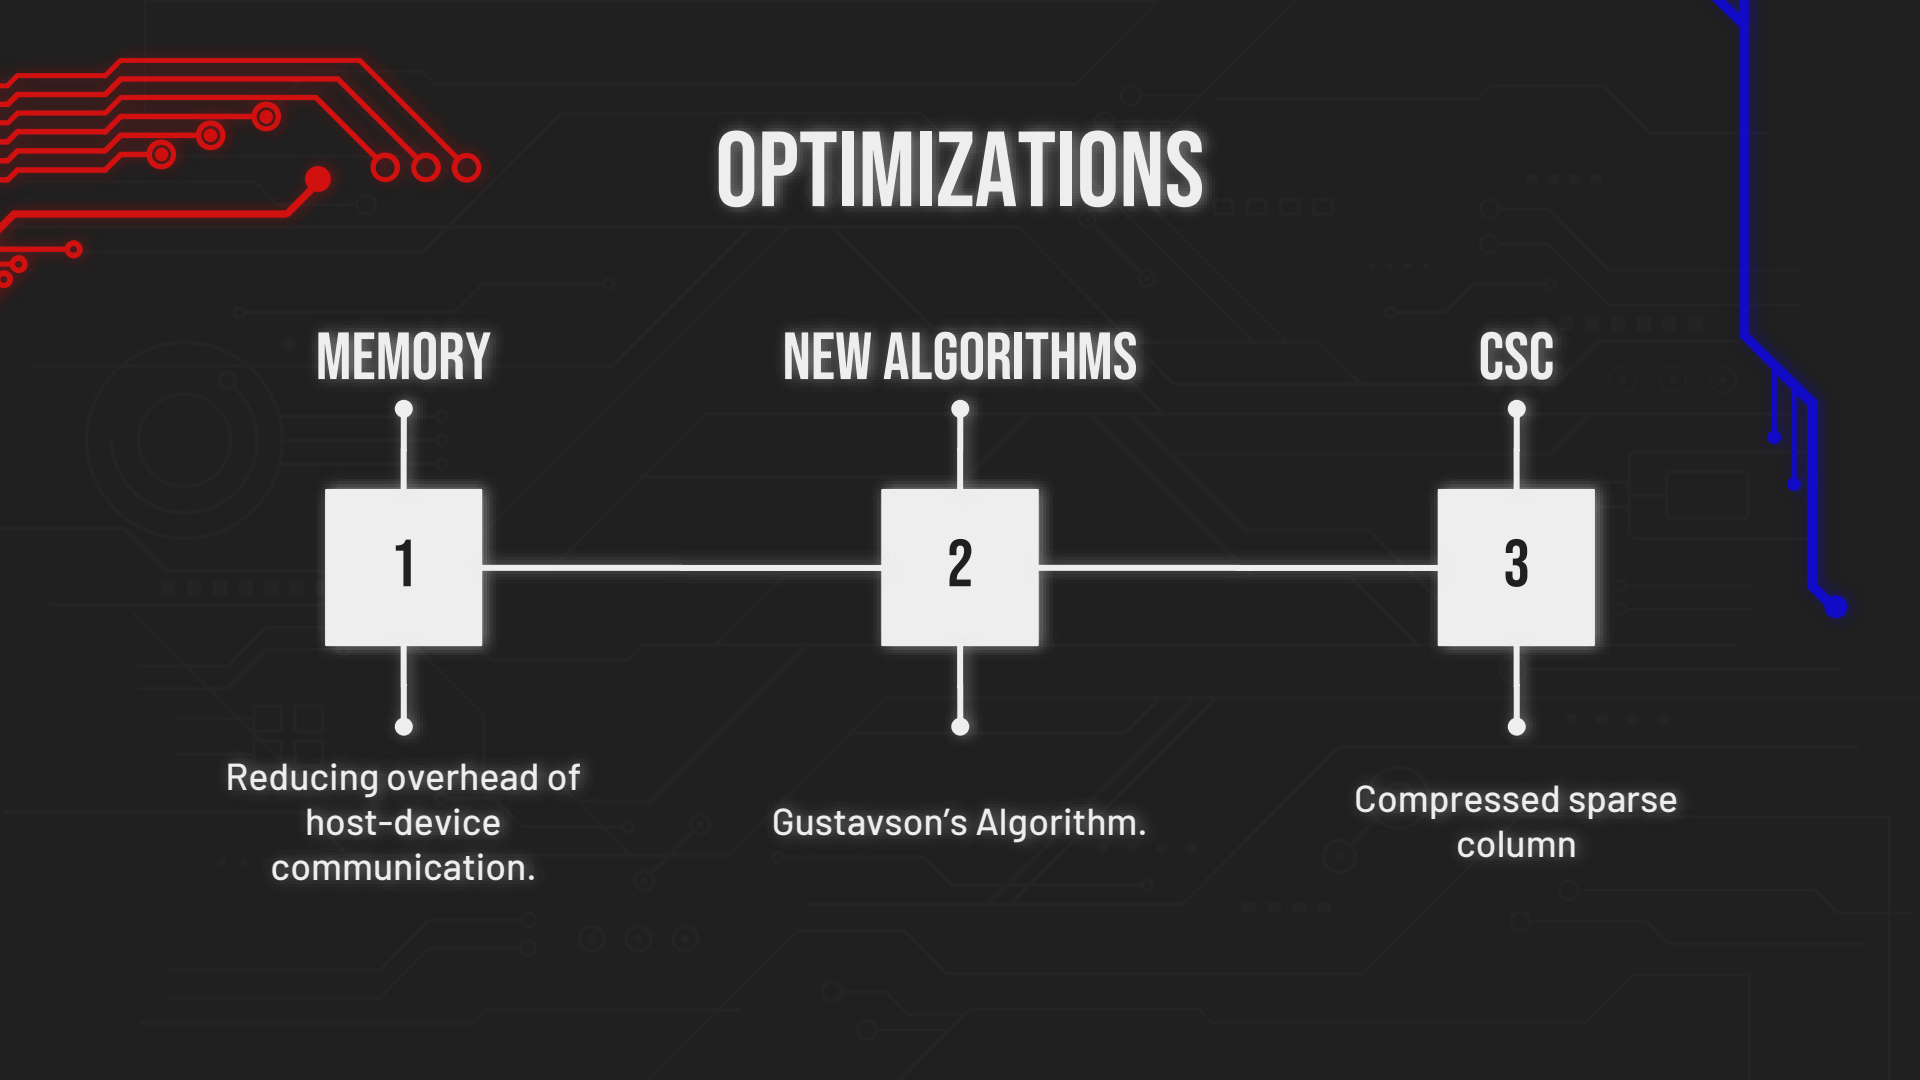 OPTIMIZATIONS
MEMORY
1
Reducing overhead of
host-device
communication.
NEW ALGORITHMS
2
Gustavson’s Algorithm.
CSC
3
Compressed sparse
column